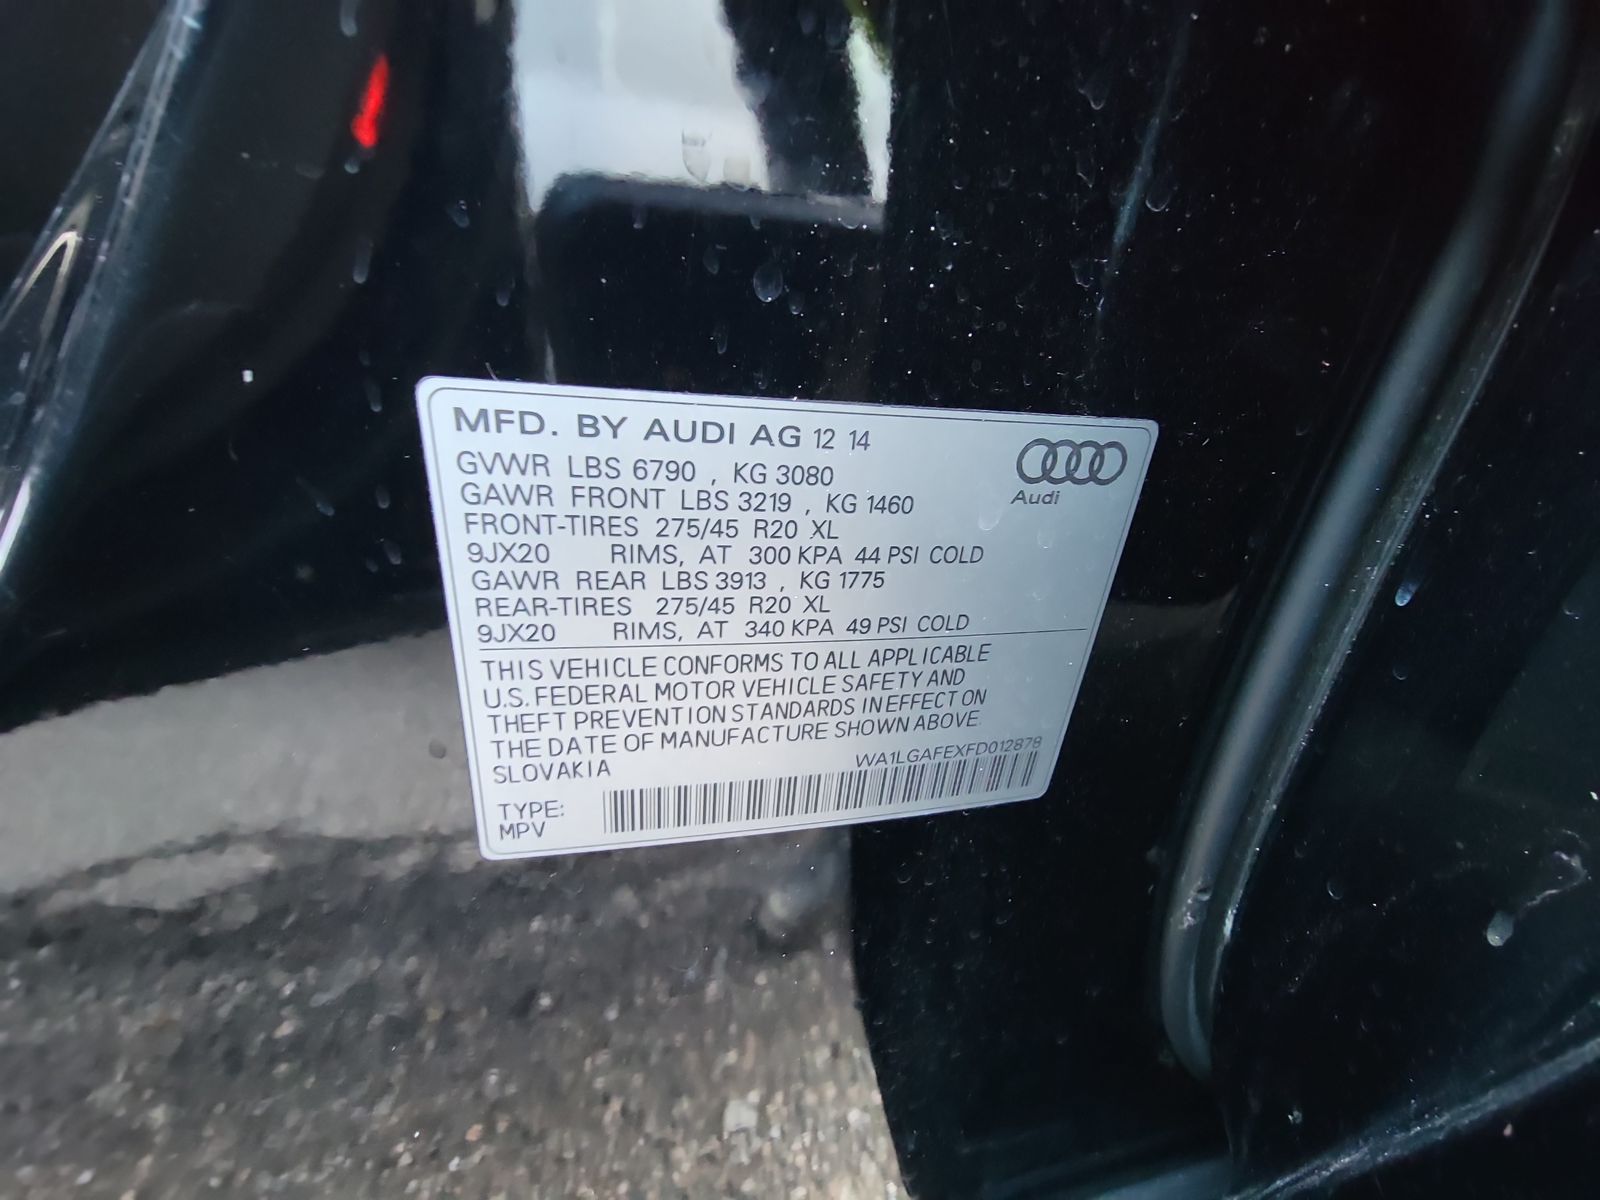 MFD. BY AUDI AG 12 14
GVWR LBS 6790 , KG 3080
GAWR FRONT LBS 3219 , KG 1460
FRONT-TIRES 275/45 R20 XL
9JX20 RIMS, AT 300 KPA 44 PSI COLD
GAWR REAR LBS 3913 , KG 1775
REAR-TIRES 275/45 R20 XL
9JX20 RIMS, AT 340 KPA 49 PSI COLD
Audi
THIS VEHICLE CONFORMS TO ALL APPLICABLE
U.S. FEDERAL MOTOR VEHICLE SAFETY AND
THEFT PREVENTION STANDARDS IN EFFECT ON
THE DATE OF MANUFACTURE SHOWN ABOVE.
SLOVAKIA WA1LGAFEXFD012878
TYPE:
MPV